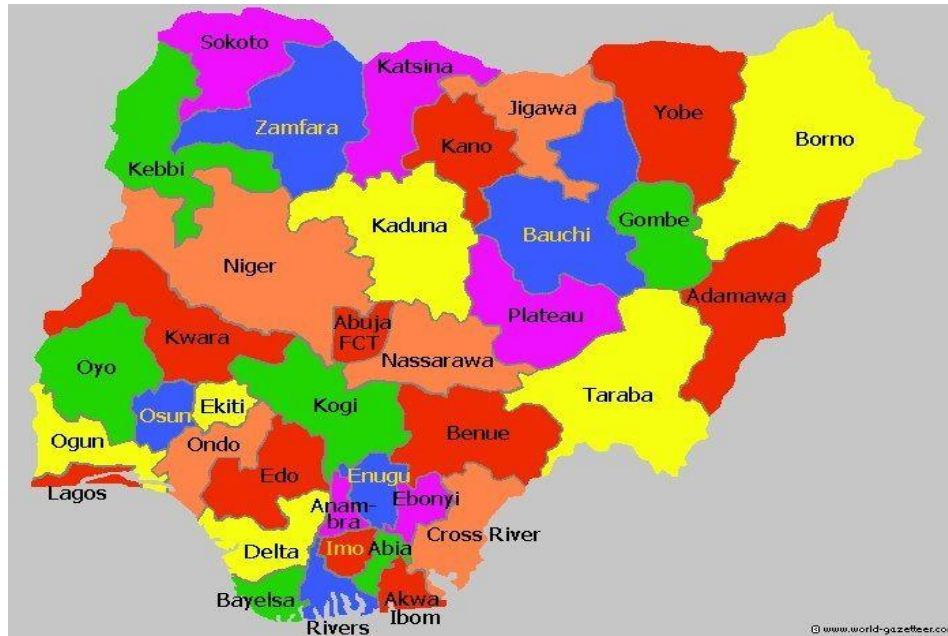 Sokoto
Katsina
Zamfara
Jigawa
Yobe
Borno
Kano
Kebbi
Kaduna
Gombe
Bauchi
Niger
Adamawa
Plateau
Abuja
FCT
Kwara
Nassarawa
Oyo
Taraba
Ekiti
Kogi
Osun
Benue
Ogun
Ondo
Edo
Enugu
Lagos
Anam-
bra
Ebonyi
Cross River
Delta
Imo
Abia
Bayelsa
Akwa
Ibom
Rivers
© www.world-gazetteer.co